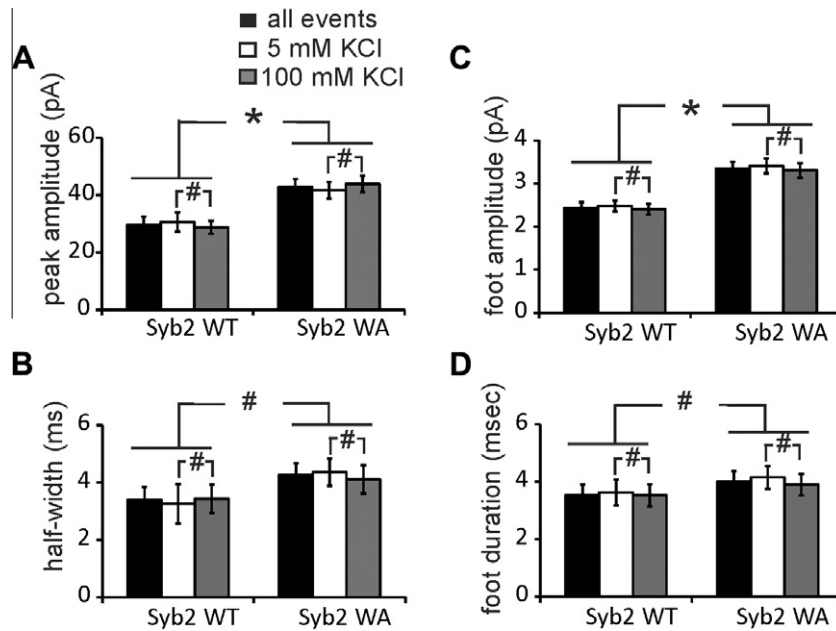 all events
5 mM KCl
100 mM KCl
A
peak amplitude (pA)
60
40
20
0
*
#
#
Syb2 WT
Syb2 WA
C
foot amplitude (pA)
4
3
2
1
0
*
#
#
Syb2 WT
Syb2 WA
B
half-width (ms)
6
4
2
0
#
#
#
Syb2 WT
Syb2 WA
D
foot duration (msec)
6
4
2
0
#
#
#
Syb2 WT
Syb2 WA